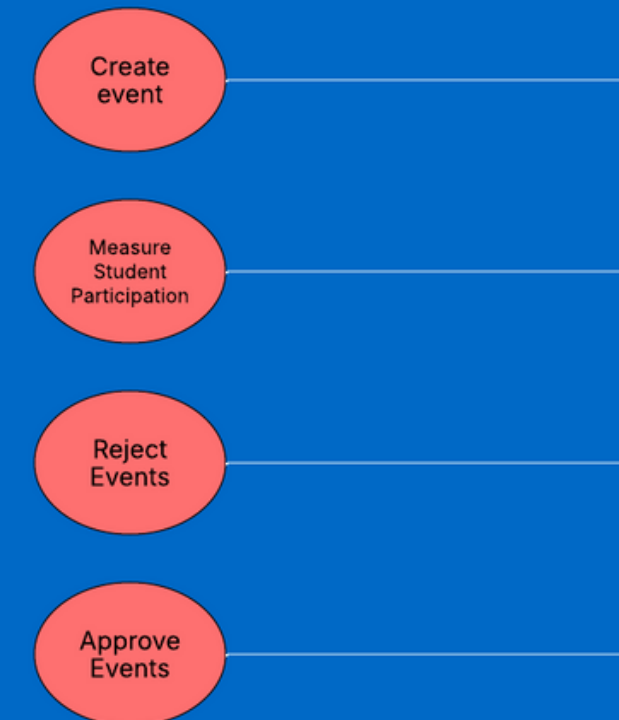 Create
event
Measure
Student
Participation
Reject
Events
Approve
Events